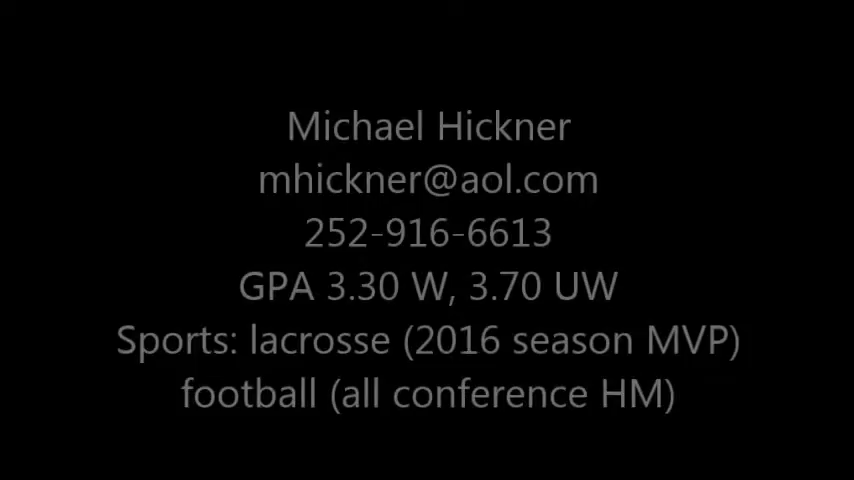 Michael Hickner
mhickner@aol.com
252-916-6613
GPA 3.30 W, 3.70 UW
Sports: lacrosse (2016 season MVP)
football (all conference HM)